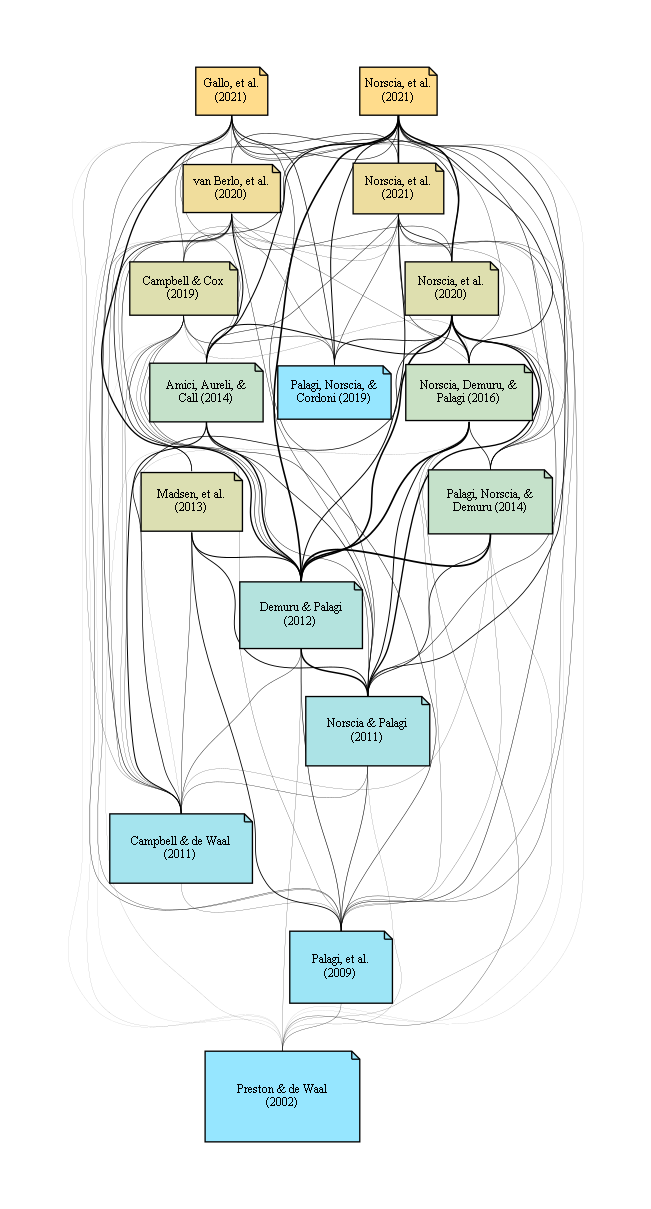 Gallo, et al.
(2021)
Norscia, et al.
(2021)
van Berlo, et al.
(2020)
Norscia, et al.
(2021)
Campbell & Cox
(2019)
Norscia, et al.
(2020)
Amici, Aureli, &
Call (2014)
Palagi, Norscia, &
Cordoni (2019)
Norscia, Demuru, &
Palagi (2016)
Madsen, et al.
(2013)
Palagi, Norscia, &
Demuru (2014)
Demuru & Palagi
(2012)
Norscia & Palagi
(2011)
Campbell & de Waal
(2011)
Palagi, et al.
(2009)
Preston & de Waal
(2002)